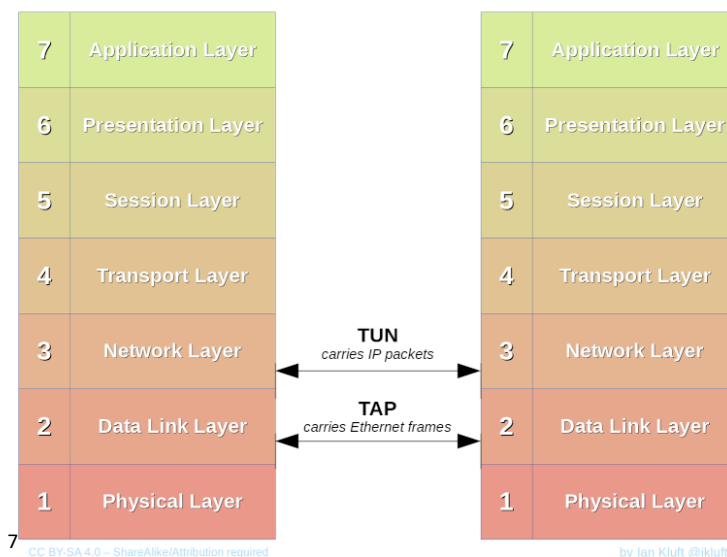 7 Application Layer
6 Presentation Layer
5 Session Layer
4 Transport Layer
3 Network Layer
2 Data Link Layer
1 Physical Layer
TUN
carries IP packets
TAP
carries Ethernet frames
7 Application Layer
6 Presentation Layer
5 Session Layer
4 Transport Layer
3 Network Layer
2 Data Link Layer
1 Physical Layer
7
CC BY-SA 4.0 – ShareAlike/Attribution required
by Ian Kluft @ikluft